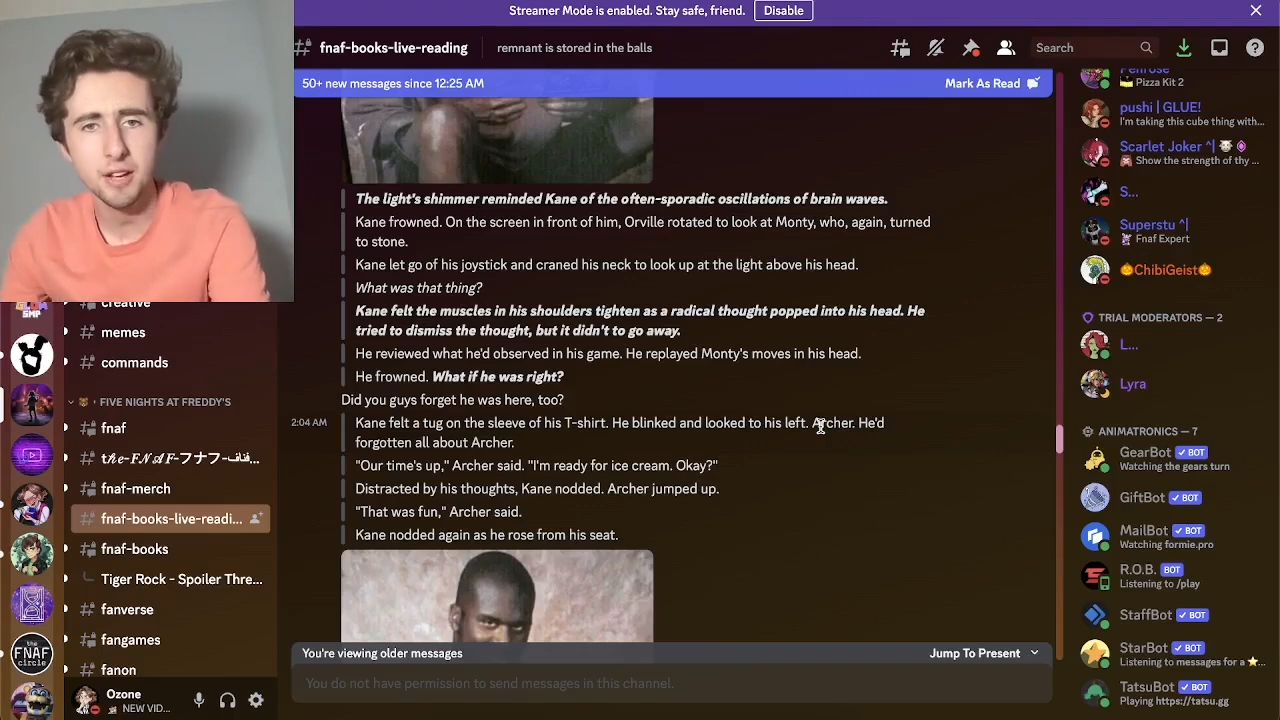 Streamer Mode is enabled. Stay safe, friend.
Disable
fnaf-books-live-reading
remnant is stored in the balls
Search
50+ new messages since 12:25 AM
Mark As Read
The light's shimmer reminded Kane of the often-sporadic oscillations of brain waves.
Kane frowned. On the screen in front of him, Orville rotated to look at Monty, who, again, turned
to stone.
Kane let go of his joystick and craned his neck to look up at the light above his head.
What was that thing?
Kane felt the muscles in his shoulders tighten as a radical thought popped into his head. He
tried to dismiss the thought, but it didn't to go away.
He reviewed what he'd observed in his game. He replayed Monty's moves in his head.
He frowned. What if he was right?
Did you guys forget he was here, too?
2:04 AM
Kane felt a tug on the sleeve of his T-shirt. He blinked and looked to his left. Archer. He'd
forgotten all about Archer.
"Our time's up," Archer said. "I'm ready for ice cream. Okay?"
Distracted by his thoughts, Kane nodded. Archer jumped up.
"That was fun," Archer said.
Kane nodded again as he rose from his seat.
You're viewing older messages
Jump To Present
You do not have permission to send messages in this channel.
SMP
creative
memes
commands
FIVE NIGHTS AT FREDDY'S
fnaf
fnaf-merch
fnaf-books-live-readi...
fnaf-books
Tiger Rock - Spoiler Thre...
fanverse
fangames
fanon
the
FNAF
circle
Ozone
NEW VID...
Penrose
Pizza Kit 2
pushi | GLUE!
I'm taking this cube thing with...
Scarlet Joker ^|
Show the strength of thy ...
S...
Superstu ^|
Fnaf Expert
🎃ChibiGeist🎃
TRIAL MODERATORS — 2
L...
Lyra
ANIMATRONICS — 7
GearBot ✓ BOT
Watching the gears turn
GiftBot ✓ BOT
MailBot ✓ BOT
Watching formie.pro
R.O.B. BOT
Listening to /play
StaffBot ✓ BOT
StarBot ✓ BOT
Listening to messages for a ⭐...
TatsuBot ✓ BOT
Playing https://tatsu.gg